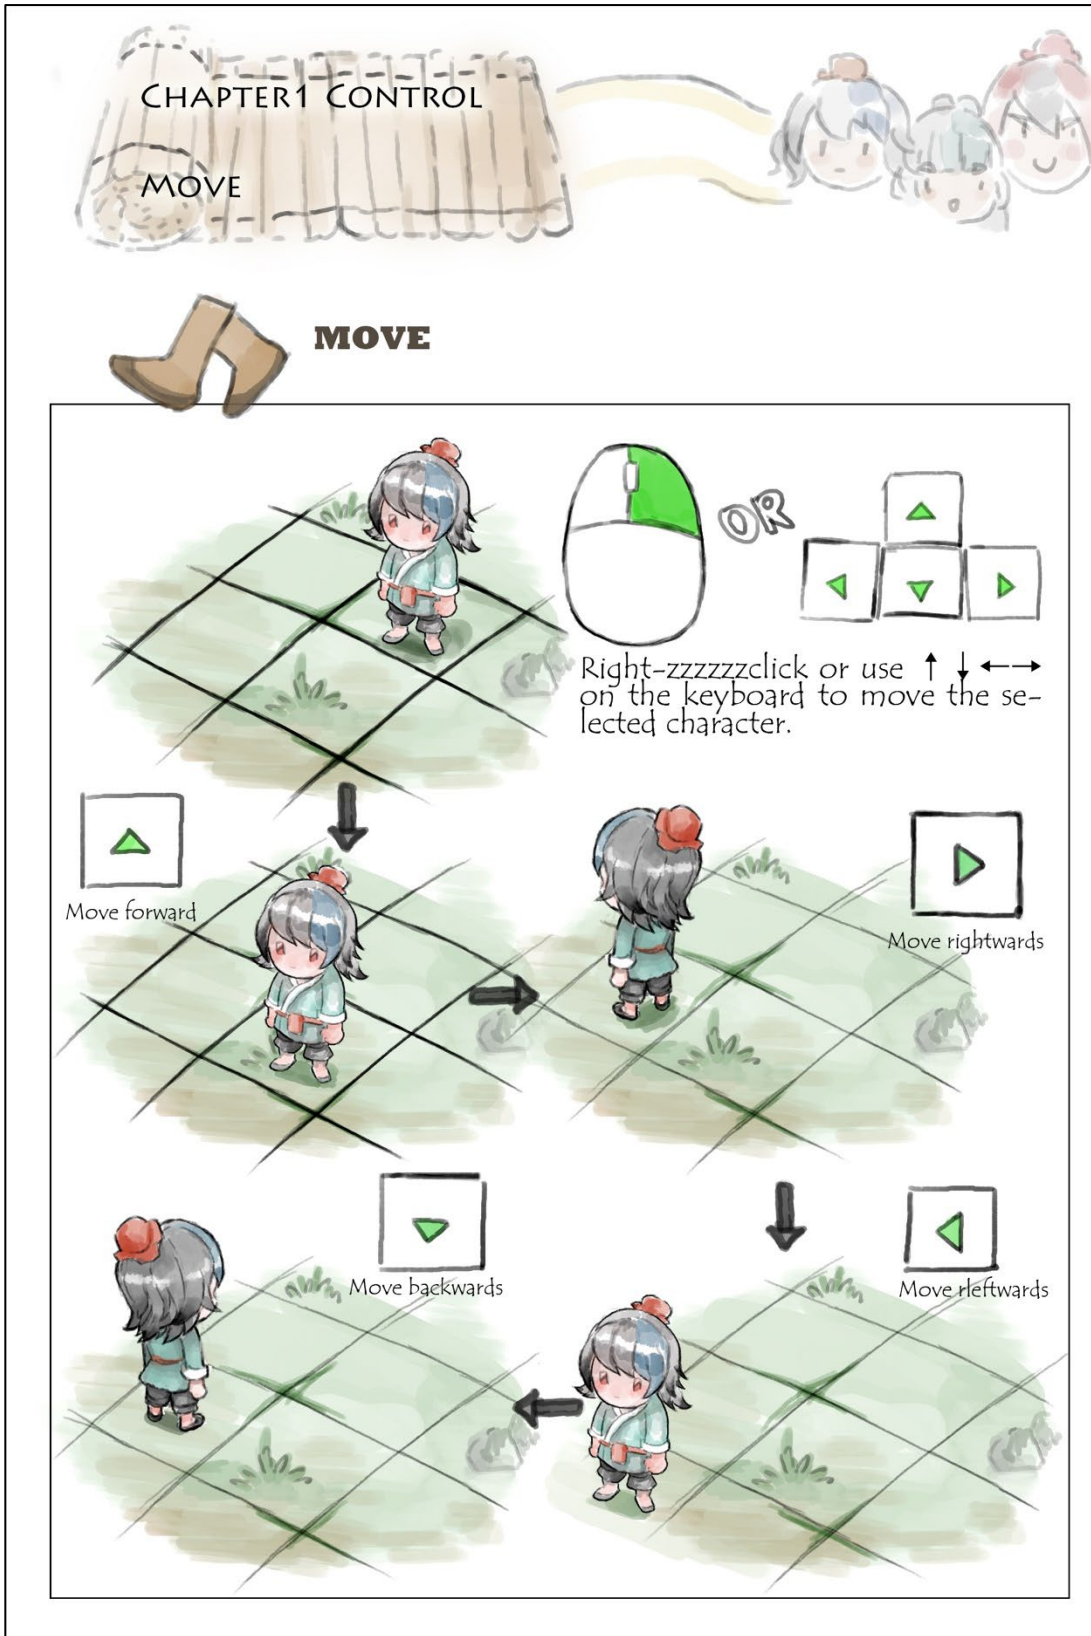 CHAPTER1 CONTROL
MOVE
MOVE
OR
Right-zzzzzzclick or use ↑ ↓ ←→
on the keyboard to move the se-
lected character.
Move forward
Move rightwards
Move backwards
Move rleftwards